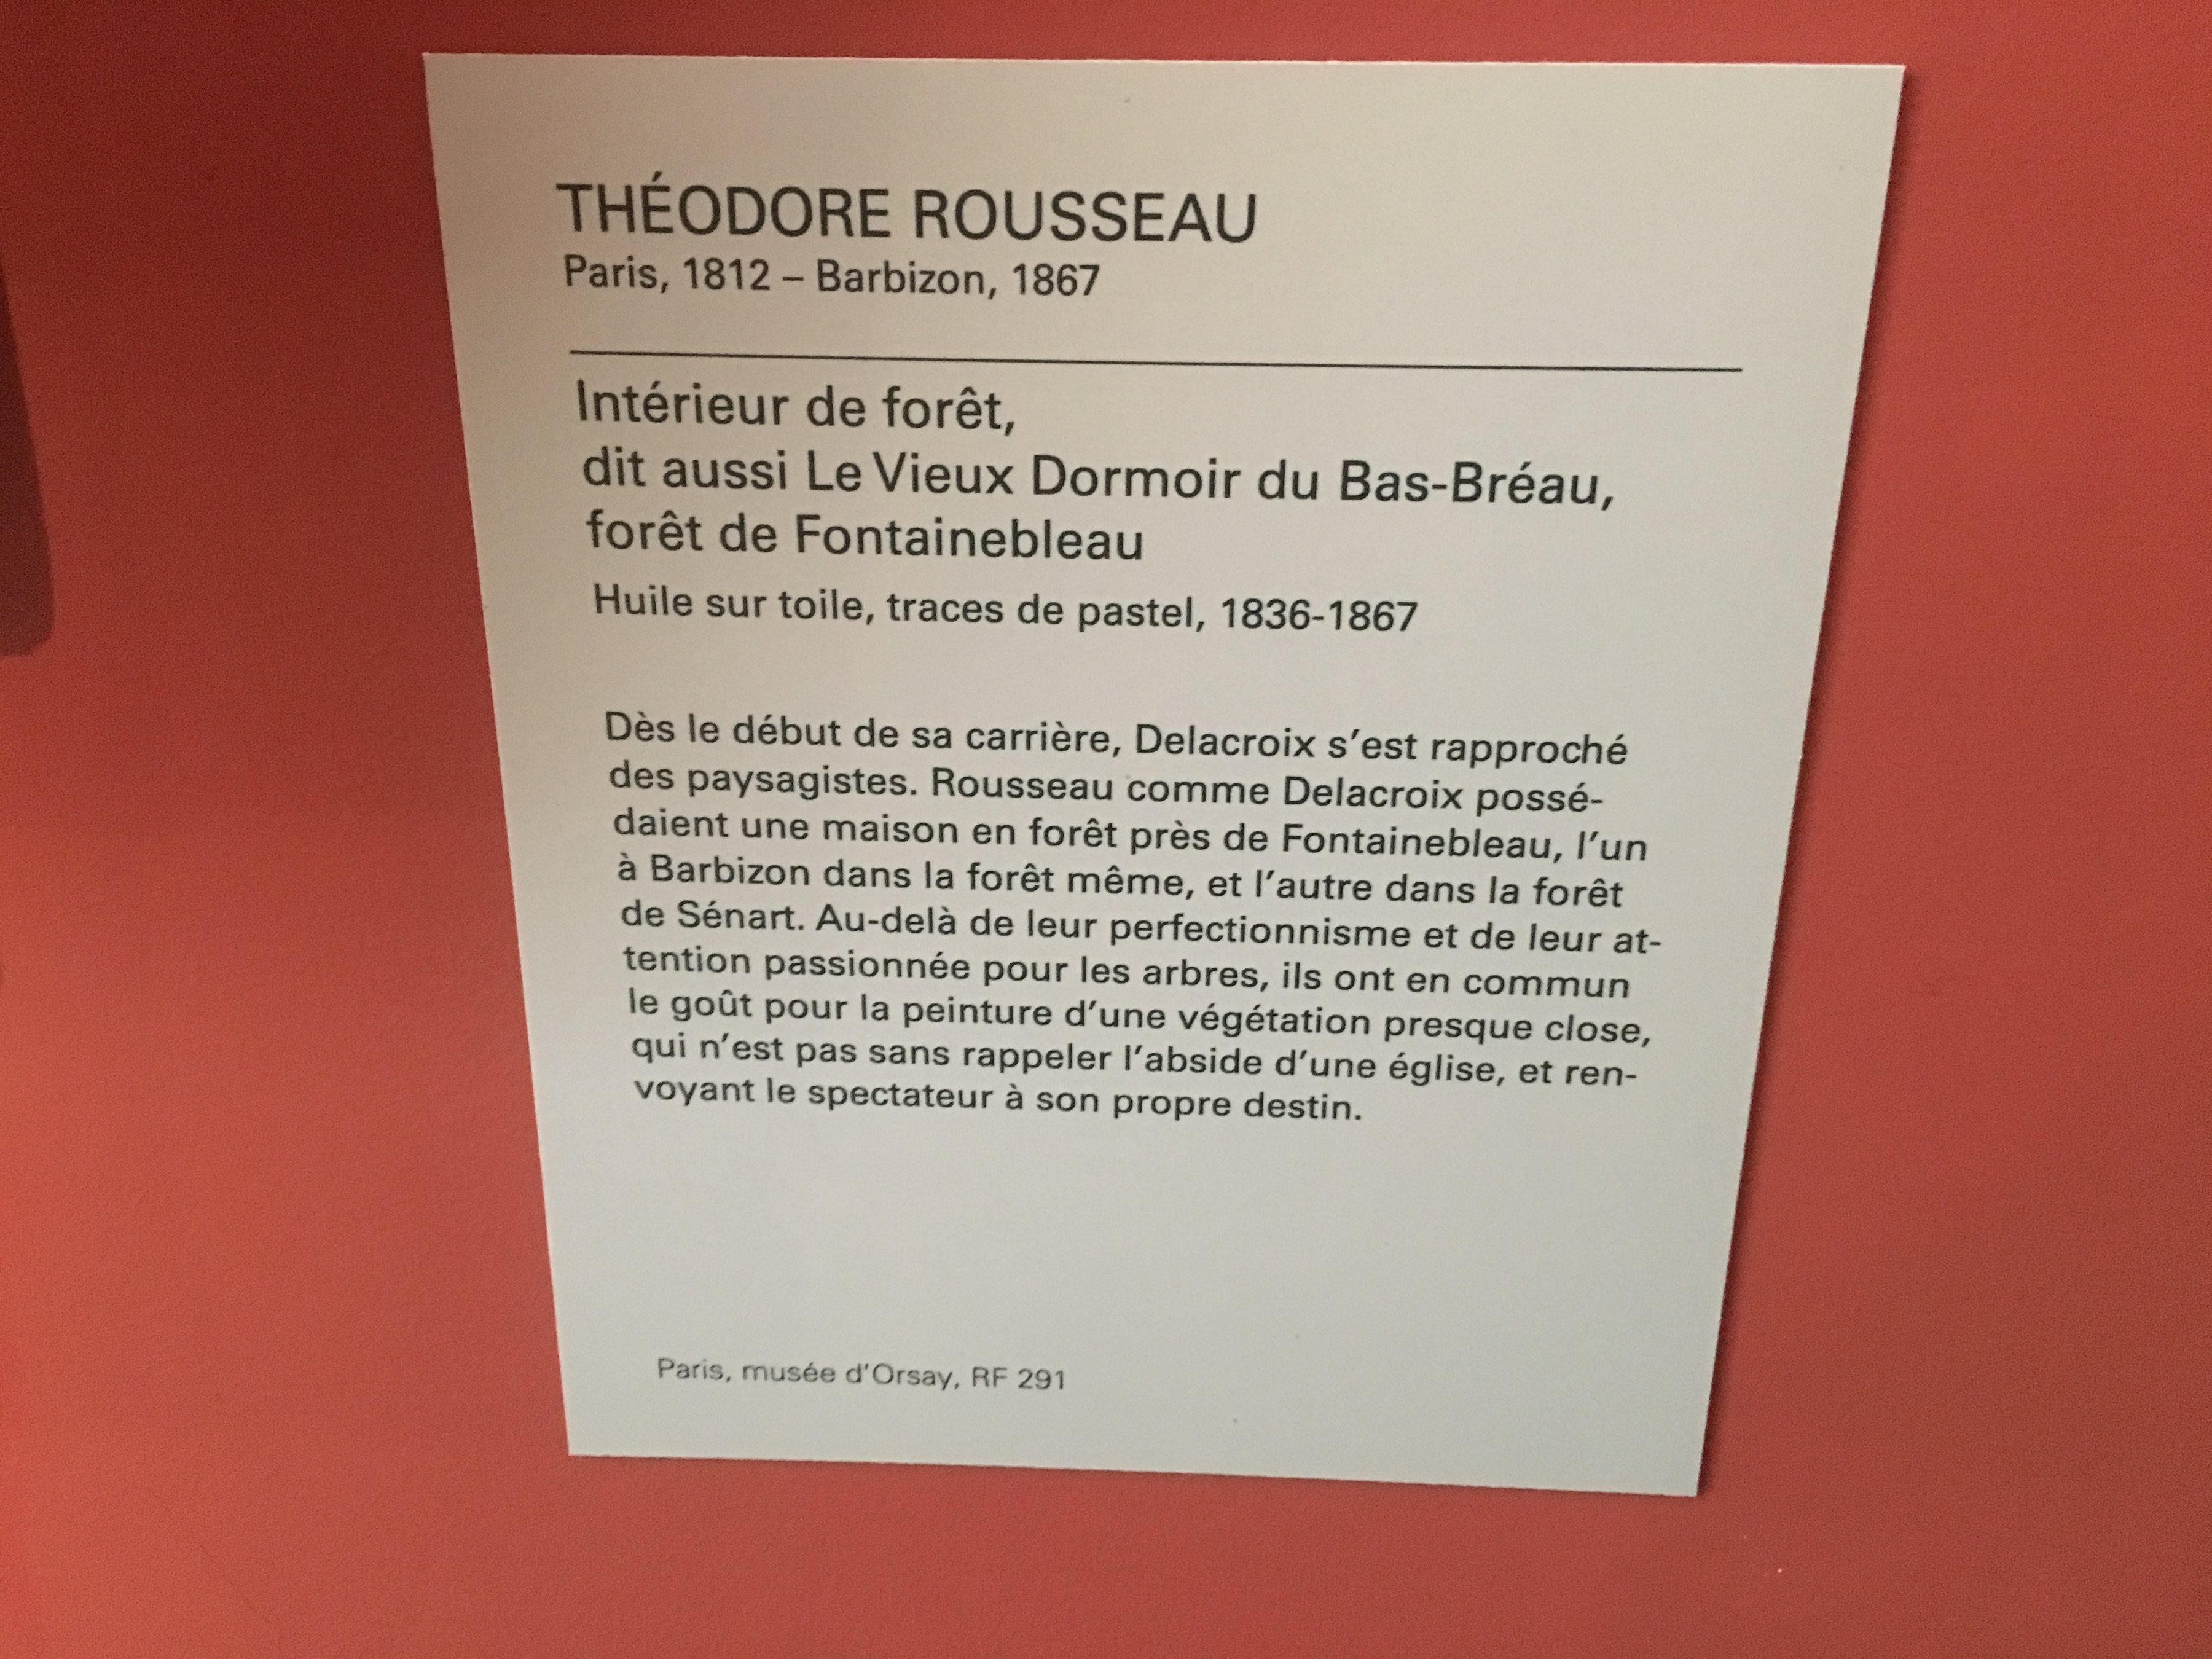 THÉODORE ROUSSEAU
Paris, 1812 – Barbizon, 1867
Intérieur de forêt,
dit aussi Le Vieux Dormoir du Bas-Bréau,
forêt de Fontainebleau
Huile sur toile, traces de pastel, 1836-1867
Dès le début de sa carrière, Delacroix s’est rapproché
des paysagistes. Rousseau comme Delacroix possé-
daient une maison en forêt près de Fontainebleau, l’un
à Barbizon dans la forêt même, et l’autre dans la forêt
de Sénart. Au-delà de leur perfectionnisme et de leur at-
tention passionnée pour les arbres, ils ont en commun
le goût pour la peinture d’une végétation presque close,
qui n’est pas sans rappeler l’abside d’une église, et ren-
voyant le spectateur à son propre destin.
Paris, musée d’Orsay, RF 291